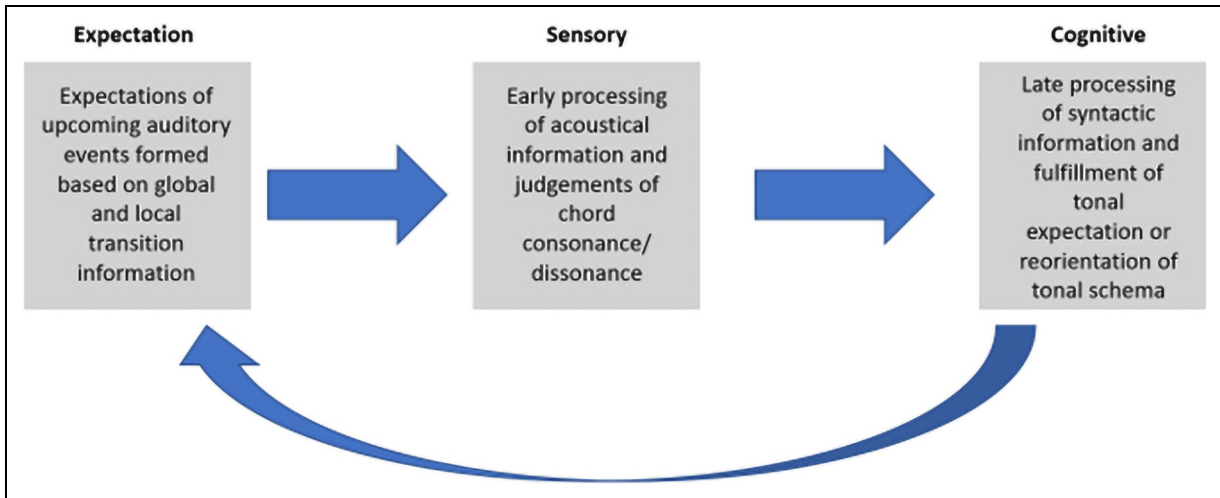 Expectation
Expectations of
upcoming auditory
events formed
based on global
and local
transition
information
Sensory
Early processing
of acoustical
information and
judgements of
chord
consonance/
dissonance
Cognitive
Late processing
of syntactic
information and
fulfillment of
tonal
expectation or
reorientation of
tonal schema